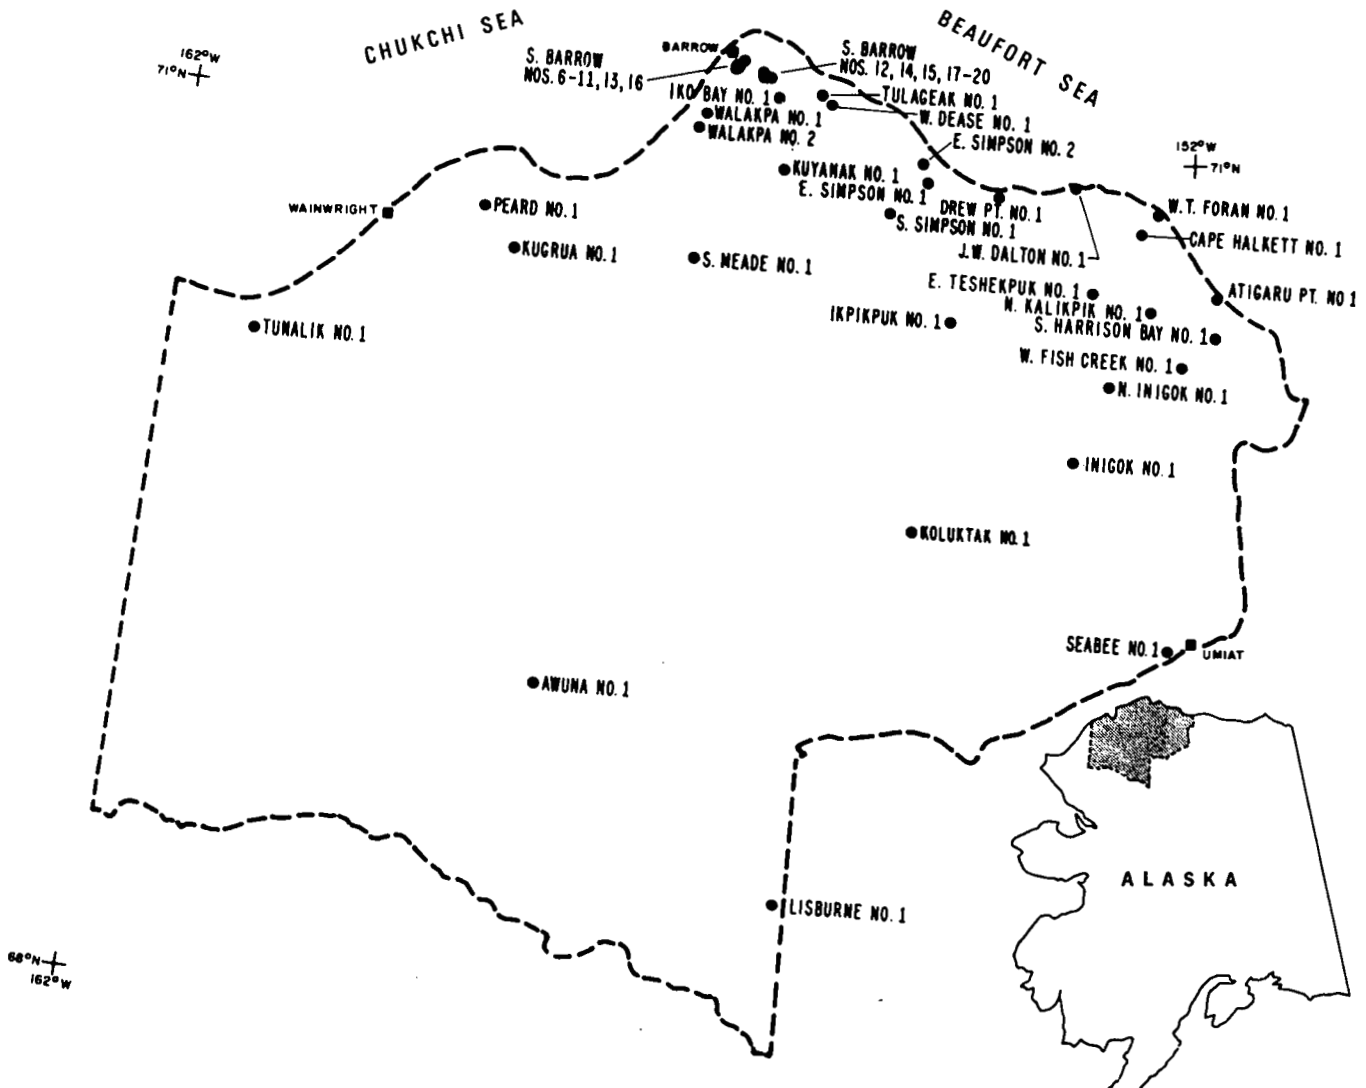 CHUKCHI SEA
BEAUFORT SEA
162°W
71°N
BARROW
S. BARROW
NOS. 6-11, 13, 16
S. BARROW
NOS. 12, 14, 15, 17-20
IKO BAY NO. 1
TULAGEAK NO. 1
WALAKPA NO. 1
W. DEASE NO. 1
WALAKPA NO. 2
E. SIMPSON NO. 2
152°W
71°N
KUYANAK NO. 1
E. SIMPSON NO. 1
WAINWRIGHT
PEARD NO. 1
DREW PT. NO. 1
W.T. FORAN NO. 1
S. SIMPSON NO. 1
CAPE HALKETT NO. 1
KUGRUA NO. 1
S. MEADE NO. 1
J.W. DALTON NO. 1
E. TESHEKPUK NO. 1
ATIGARU PT. NO 1
N. KALIKPIK NO. 1
TUNALIK NO. 1
IKPIKPUK NO. 1
S. HARRISON BAY NO. 1
W. FISH CREEK NO. 1
N. INIGOK NO. 1
INIGOK NO. 1
KOLUKTAK NO. 1
SEABEE NO. 1
UMIAT
AWUNA NO. 1
ALASKA
LISBURNE NO. 1
68°N
162°W